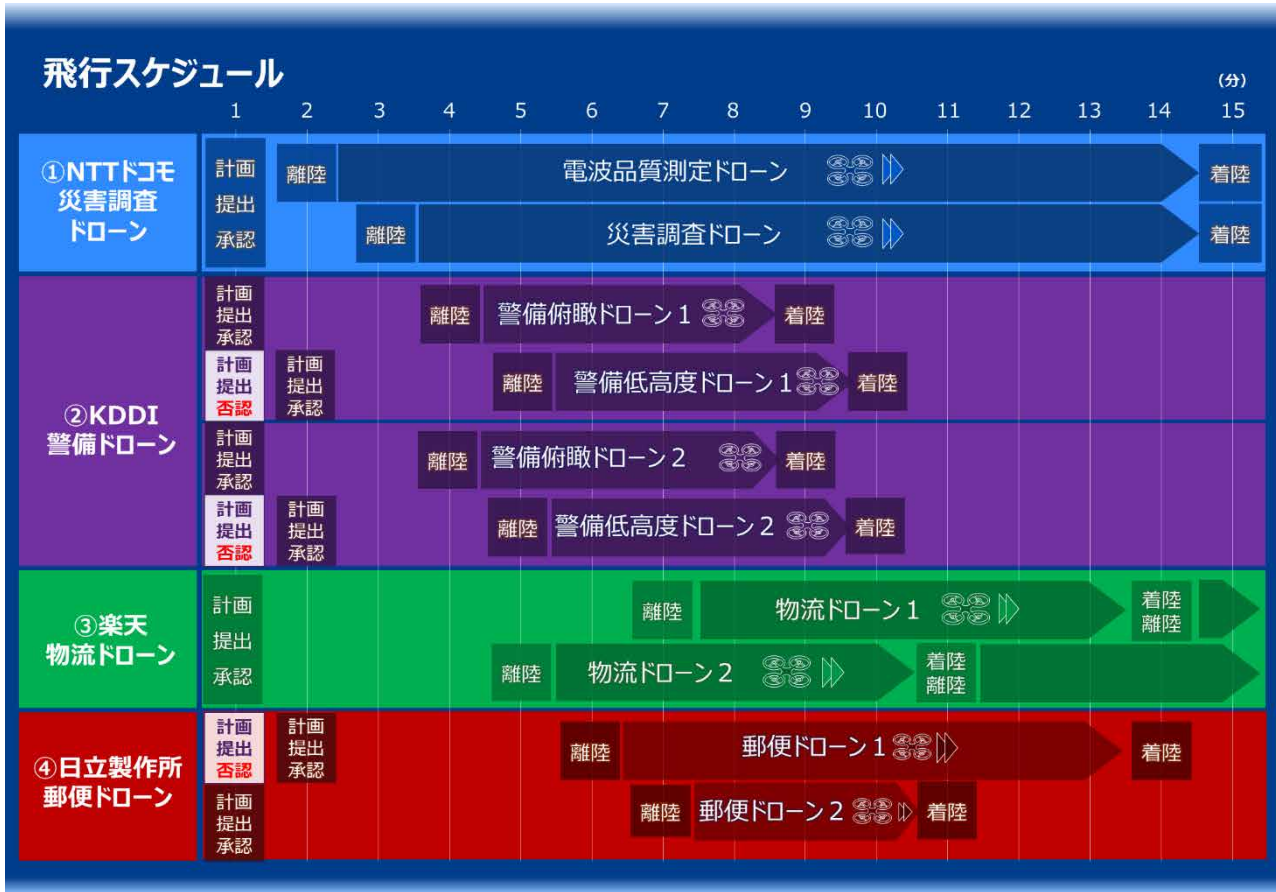 飛行スケジュール
(分)
1 2 3 4 5 6 7 8 9 10 11 12 13 14 15
①NTTドコモ
災害調査
ドローン
計画
提出
承認
離陸 電波品質測定ドローン 着陸
離陸 災害調査ドローン 着陸
②KDDI
警備ドローン
計画
提出
承認
離陸 警備俯瞰ドローン1 着陸
計画
提出
否認
計画
提出
承認
離陸 警備低高度ドローン1 着陸
計画
提出
承認
離陸 警備俯瞰ドローン2 着陸
計画
提出
否認
計画
提出
承認
離陸 警備低高度ドローン2 着陸
③楽天
物流ドローン
計画
提出
承認
離陸 物流ドローン1
着陸
離陸
離陸 物流ドローン2
着陸
離陸
④日立製作所
郵便ドローン
計画
提出
否認
計画
提出
承認
離陸 郵便ドローン1 着陸
計画
提出
承認
離陸 郵便ドローン2 着陸